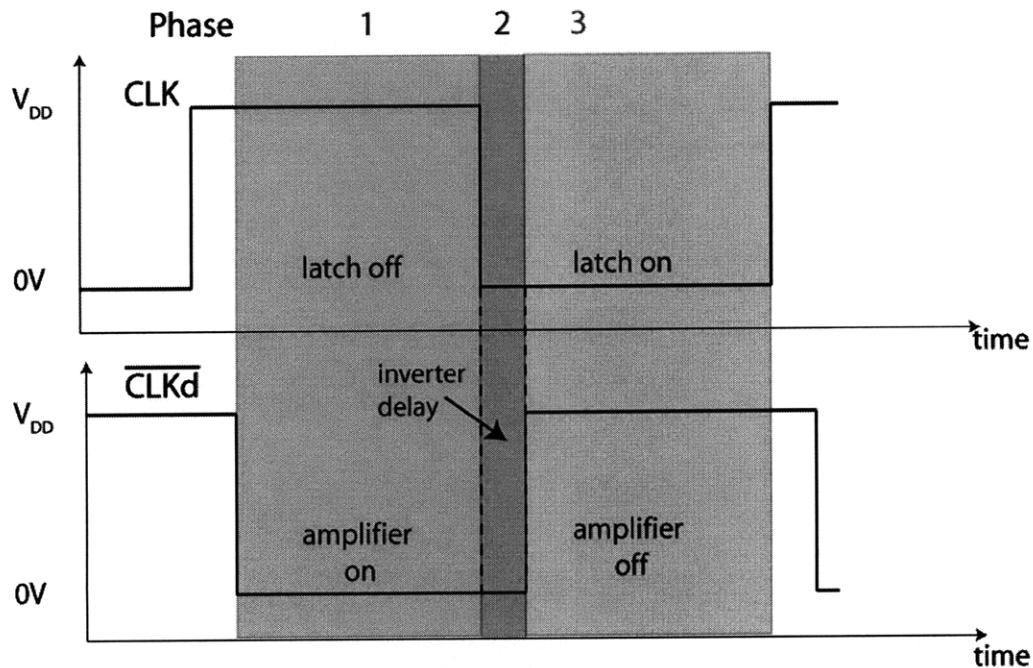 Phase 1 2 3
V_DD
CLK
0V
latch off
latch on
time
CLKd
V_DD
inverter
delay
amplifier
on
amplifier
off
0V
time